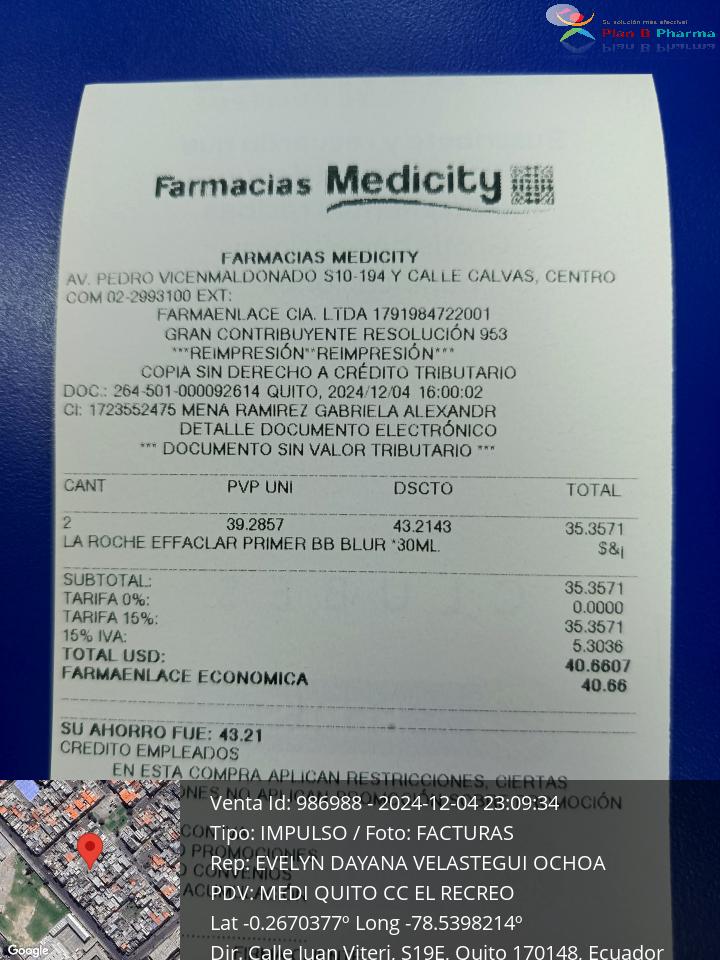 Su solución más efectiva!
Plan B Pharma
Farmacias Medicity
FARMACIAS MEDICITY
AV. PEDRO VICENMALDONADO S10-194 Y CALLE CALVAS, CENTRO
COM 02-2993100 EXT:
FARMAENLACE CIA. LTDA 1791984722001
GRAN CONTRIBUYENTE RESOLUCIÓN 953
***REIMPRESIÓN**REIMPRESIÓN***
COPIA SIN DERECHO A CRÉDITO TRIBUTARIO
DOC.: 264-501-000092614 QUITO, 2024/12/04 16:00:02
CI: 1723552475 MENA RAMIREZ GABRIELA ALEXANDR
DETALLE DOCUMENTO ELECTRÓNICO
*** DOCUMENTO SIN VALOR TRIBUTARIO ***
CANT PVP UNI DSCTO TOTAL
2 39.2857 43.2143 35.3571
LA ROCHE EFFACLAR PRIMER BB BLUR *30ML. $&¡
SUBTOTAL: 35.3571
TARIFA 0%: 0.0000
TARIFA 15%: 35.3571
15% IVA: 5.3036
TOTAL USD: 40.6607
FARMAENLACE ECONOMICA 40.66
SU AHORRO FUE: 43.21
CREDITO EMPLEADOS
EN ESTA COMPRA APLICAN RESTRICCIONES, CIERTAS
Venta Id: 986988 - 2024-12-04 23:09:34
Tipo: IMPULSO / Foto: FACTURAS
Rep: EVELYN DAYANA VELASTEGUI OCHOA
PDV: MEDI QUITO CC EL RECREO
Lat -0.2670377º Long -78.5398214º
Dir. Calle Juan Viteri, S19E, Quito 170148, Ecuador
Google